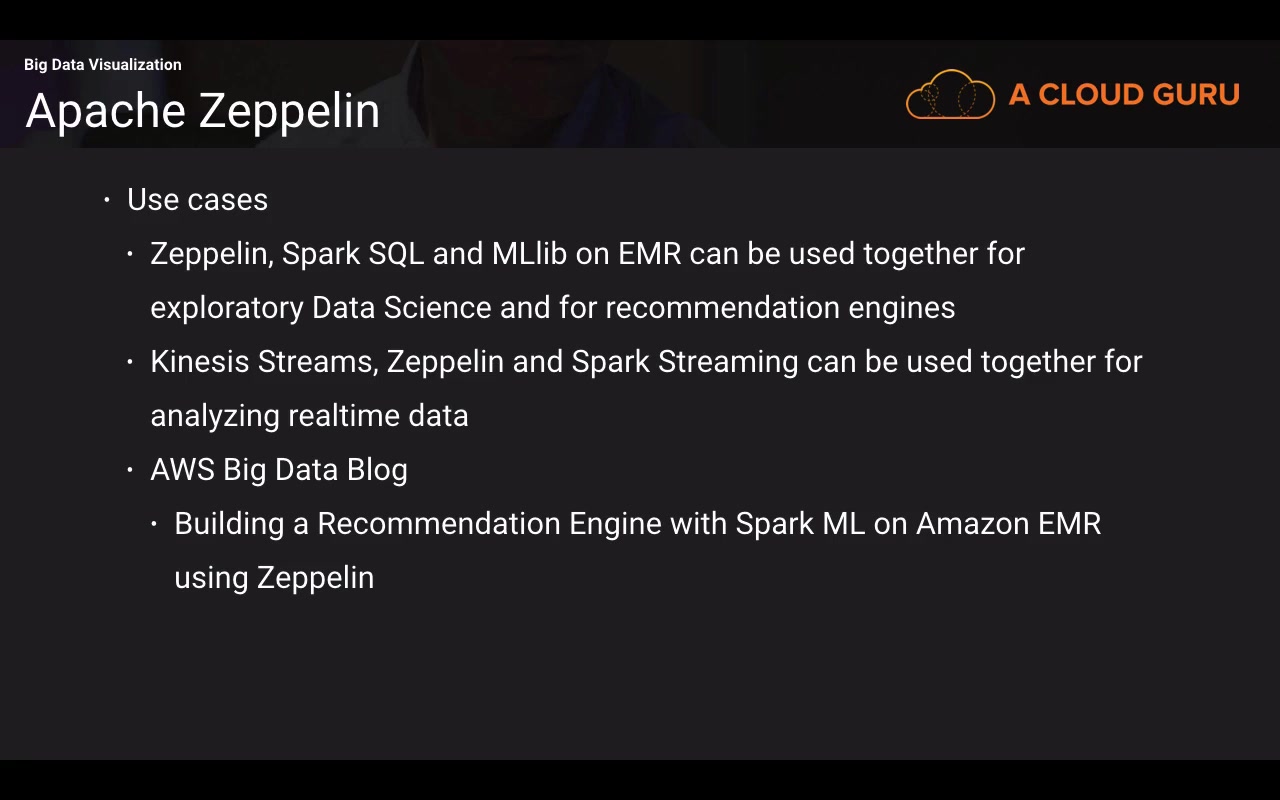 Big Data Visualization
Apache Zeppelin
A CLOUD GURU
· Use cases
· Zeppelin, Spark SQL and MLlib on EMR can be used together for
exploratory Data Science and for recommendation engines
· Kinesis Streams, Zeppelin and Spark Streaming can be used together for
analyzing realtime data
· AWS Big Data Blog
· Building a Recommendation Engine with Spark ML on Amazon EMR
using Zeppelin